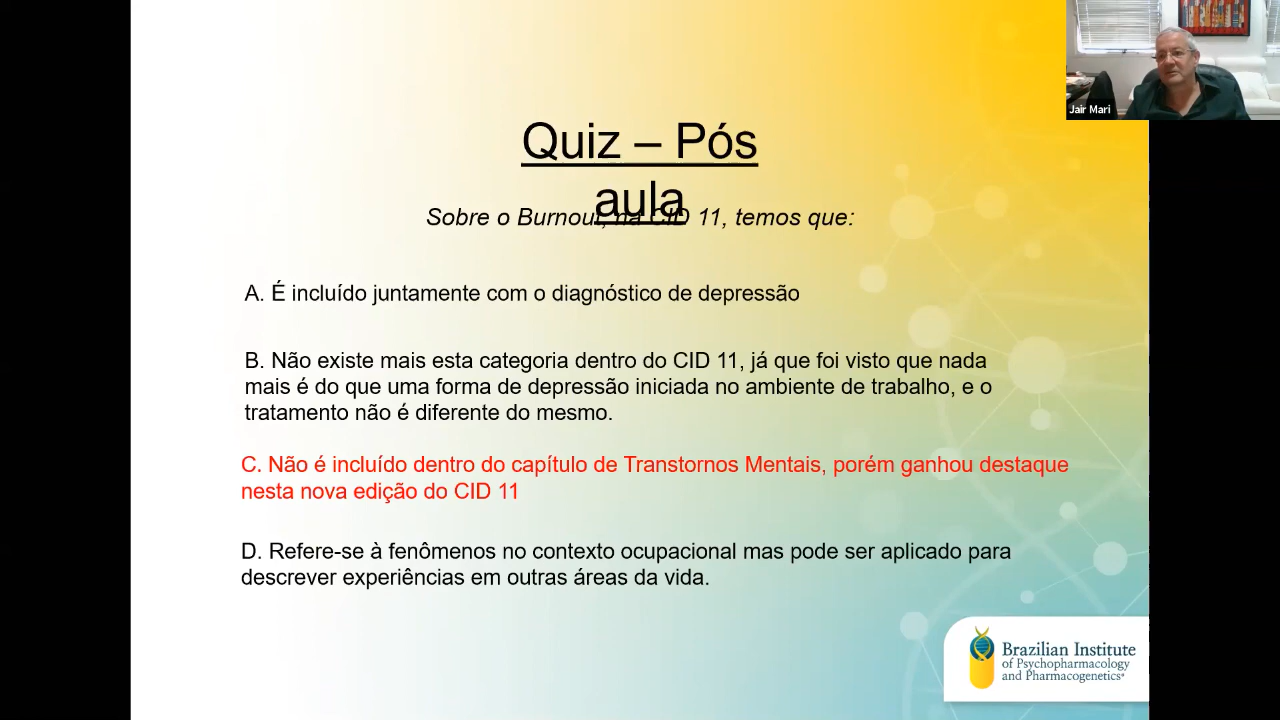 Jair Mari
Quiz – Pós
aula
Sobre o Burnout, na CID 11, temos que:
A. É incluído juntamente com o diagnóstico de depressão
B. Não existe mais esta categoria dentro do CID 11, já que foi visto que nada
mais é do que uma forma de depressão iniciada no ambiente de trabalho, e o
tratamento não é diferente do mesmo.
C. Não é incluído dentro do capítulo de Transtornos Mentais, porém ganhou destaque
nesta nova edição do CID 11
D. Refere-se à fenômenos no contexto ocupacional mas pode ser aplicado para
descrever experiências em outras áreas da vida.
Brazilian Institute
of Psychopharmacology
and Pharmacogenetics